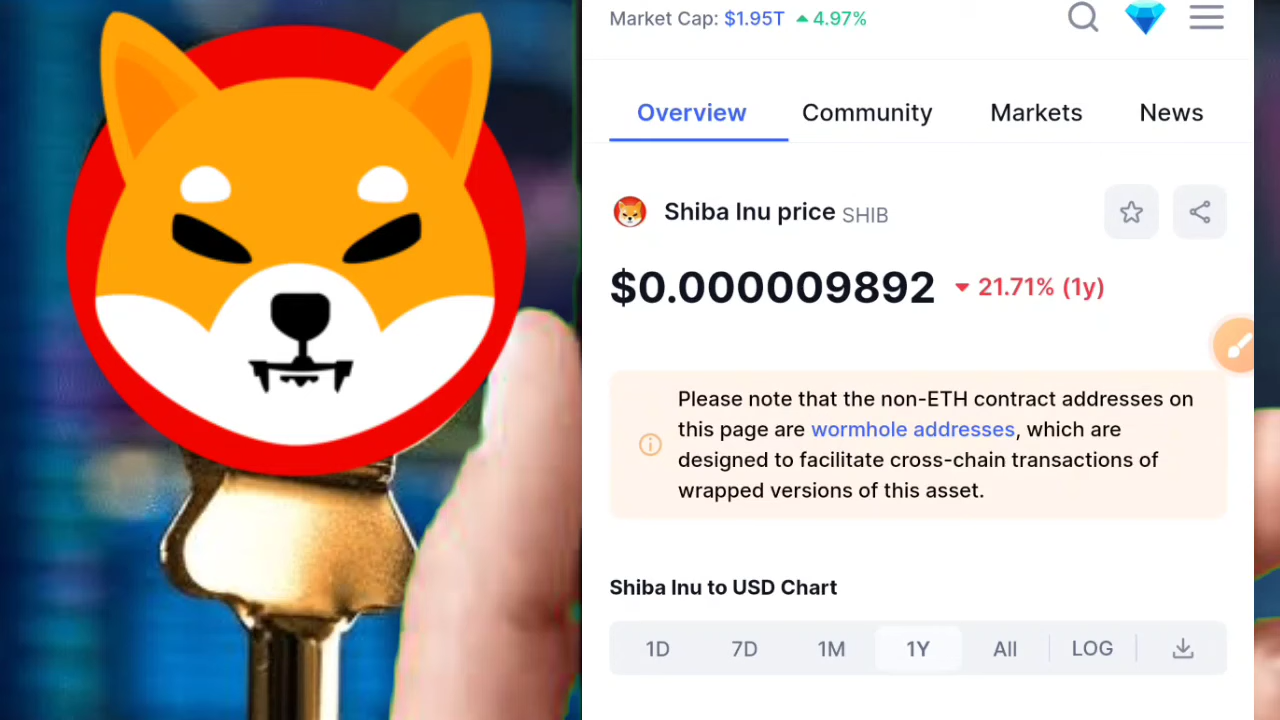 Market Cap: $1.95T 4.97%
Overview Community Markets News
Shiba Inu price SHIB
$0.000009892 21.71% (1y)
Please note that the non-ETH contract addresses on
this page are wormhole addresses, which are
designed to facilitate cross-chain transactions of
wrapped versions of this asset.
Shiba Inu to USD Chart
1D 7D 1M 1Y All LOG